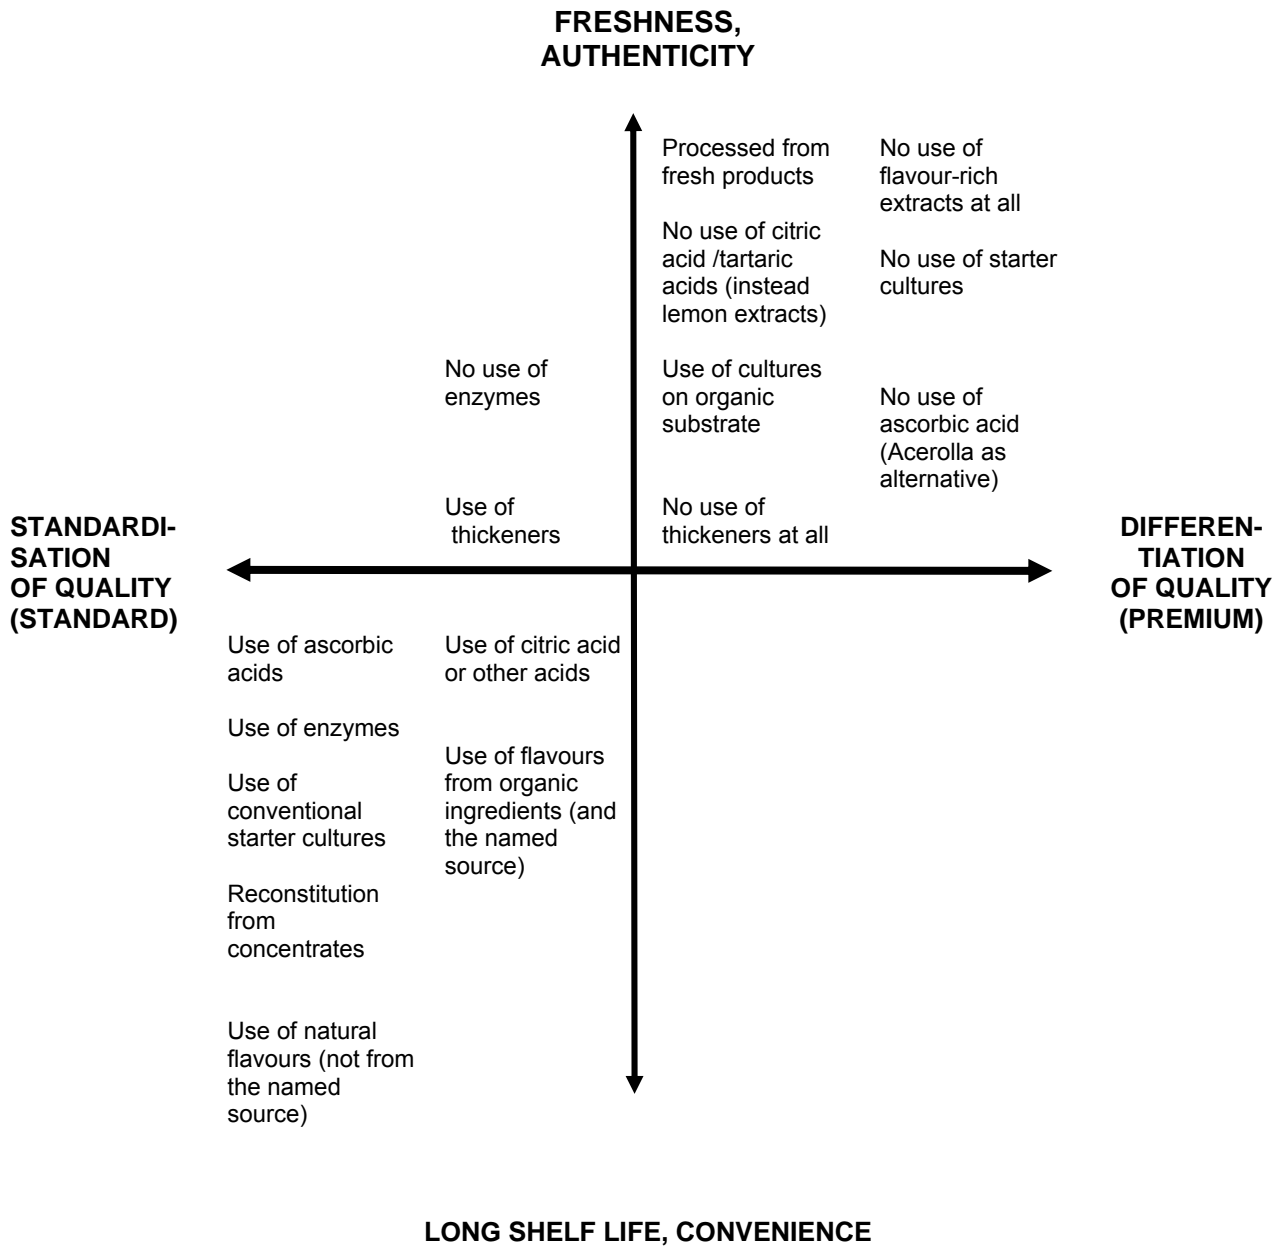 FRESHNESS,
AUTHENTICITY
Processed from
fresh products
No use of
flavour-rich
extracts at all
No use of citric
acid /tartaric
acids (instead
lemon extracts)
No use of starter
cultures
No use of
enzymes
Use of cultures
on organic
substrate
No use of
ascorbic acid
(Acerolla as
alternative)
Use of
thickeners
No use of
thickeners at all
STANDARDI-
SATION
OF QUALITY
(STANDARD)
DIFFEREN-
TIATION
OF QUALITY
(PREMIUM)
Use of ascorbic
acids
Use of citric acid
or other acids
Use of enzymes
Use of flavours
from organic
ingredients (and
the named
source)
Use of
conventional
starter cultures
Reconstitution
from
concentrates
Use of natural
flavours (not from
the named
source)
LONG SHELF LIFE, CONVENIENCE